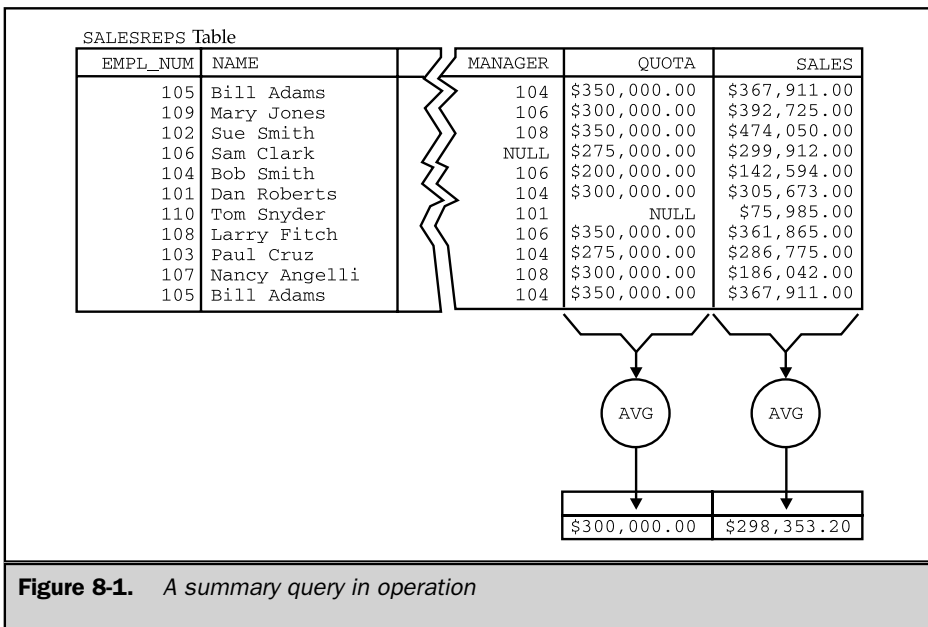 SALESREPS Table
EMPL_NUM NAME MANAGER QUOTA SALES
105 Bill Adams 104 $350,000.00 $367,911.00
109 Mary Jones 106 $300,000.00 $392,725.00
102 Sue Smith 108 $350,000.00 $474,050.00
106 Sam Clark NULL $275,000.00 $299,912.00
104 Bob Smith 106 $200,000.00 $142,594.00
101 Dan Roberts 104 $300,000.00 $305,673.00
110 Tom Snyder 101 NULL $75,985.00
108 Larry Fitch 106 $350,000.00 $361,865.00
103 Paul Cruz 104 $275,000.00 $286,775.00
107 Nancy Angelli 108 $300,000.00 $186,042.00
105 Bill Adams 104 $350,000.00 $367,911.00
AVG AVG
$300,000.00 $298,353.20
Figure 8-1. A summary query in operation